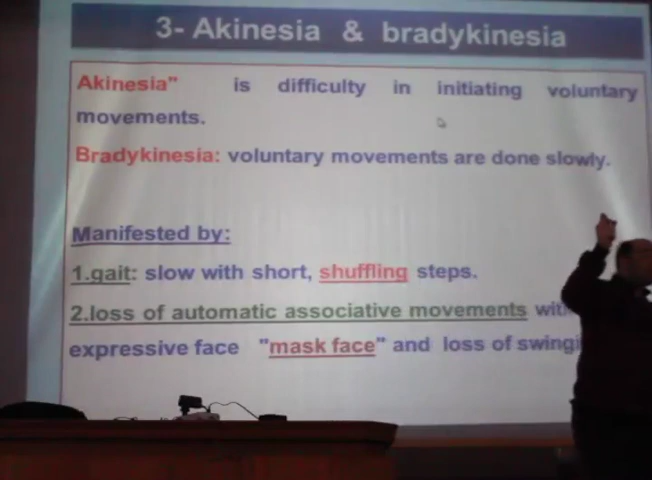 3- Akinesia & bradykinesia
Akinesia" is difficulty in initiating voluntary
movements.
Bradykinesia: voluntary movements are done slowly.
Manifested by:
1.gait: slow with short, shuffling steps.
2.loss of automatic associative movements
expressive face "mask face" and loss of